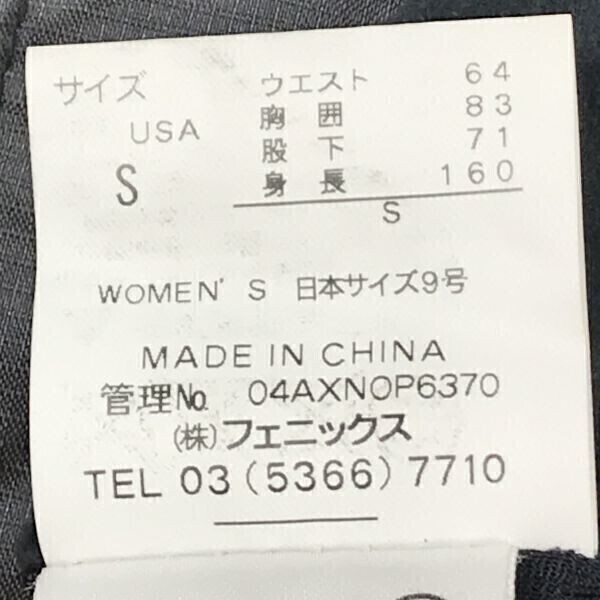 サイズ
USA
S
ウエスト 64
胸囲 83
股下 71
身長 160
S
WOMEN'S 日本サイズ9号
MADE IN CHINA
管理No. 04AXNOP6370
(株)フェニックス
TEL 03(5366)7710